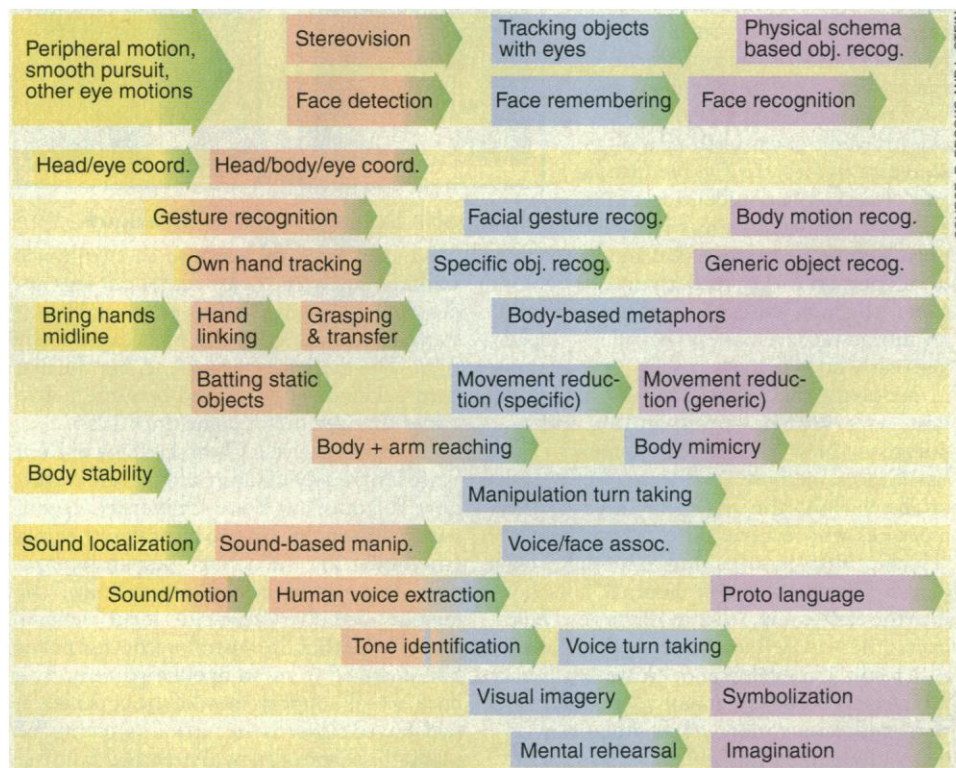 Peripheral motion,
smooth pursuit,
other eye motions
Stereovision
Tracking objects
with eyes
Physical schema
based obj. recog.
Face detection
Face remembering
Face recognition
Head/eye coord.
Head/body/eye coord.
Gesture recognition
Facial gesture recog.
Body motion recog.
Own hand tracking
Specific obj. recog.
Generic object recog.
Bring hands
midline
Hand
linking
Grasping
& transfer
Body-based metaphors
Batting static
objects
Movement reduc-
tion (specific)
Movement reduc-
tion (generic)
Body + arm reaching
Body mimicry
Body stability
Manipulation turn taking
Sound localization
Sound-based manip.
Voice/face assoc.
Sound/motion
Human voice extraction
Proto language
Tone identification
Voice turn taking
Visual imagery
Symbolization
Mental rehearsal
Imagination